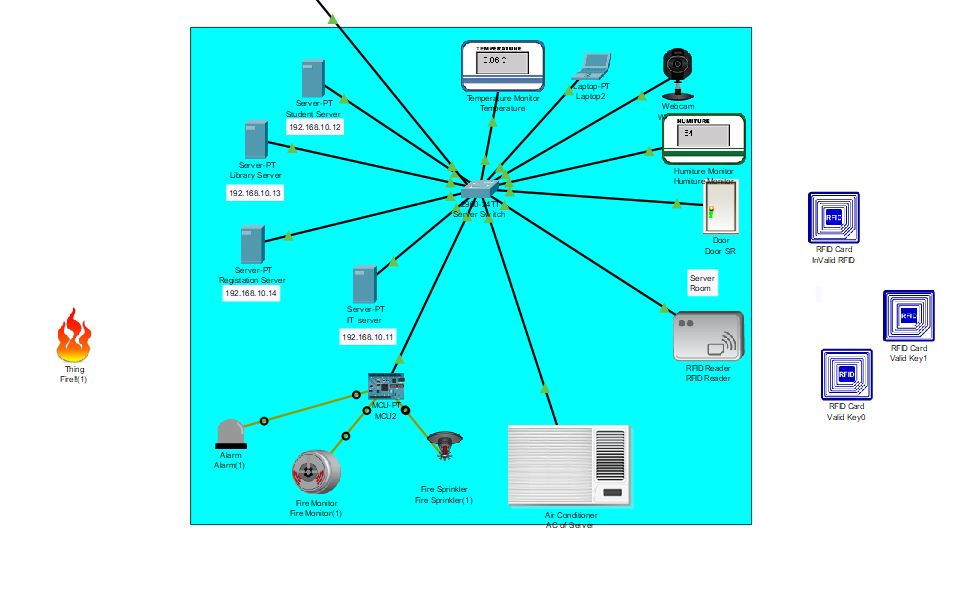 TEMPERATURE
Temperature Monitor
Temperature
Laptop-PT
Laptop2
Webcam
HUMITURE
Humiture Monitor
Humiture Monitor
Server-PT
Student Server
192.168.10.12
Server-PT
Library Server
192.168.10.13
Server Switch
Door
Door SR
Server-PT
Registation Server
192.168.10.14
Server
Room
Server-PT
IT server
192.168.10.11
RFID Reader
RFID Reader
RFID
RFID Card
InValid RFID
RFID
RFID Card
Valid Key1
RFID
RFID Card
Valid Key0
Thing
MCU-PT
MCU2
Alarm
Alarm(1)
Fire Monitor
Fire Monitor(1)
Fire Sprinkler
Fire Sprinkler(1)
Air Conditioner
AC of Server